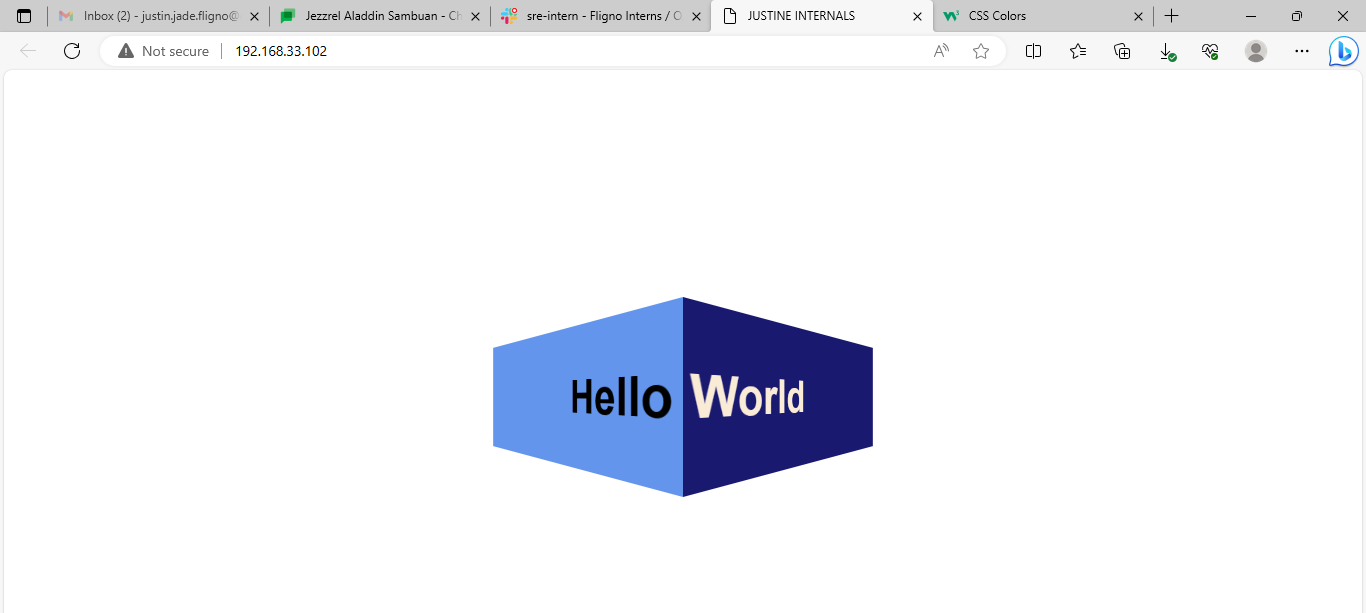 Inbox (2) - justin.jade.fligno@
Jezzrel Aladdin Sambuan - Ch
sre-intern - Fligno Interns / O
JUSTINE INTERNALS
CSS Colors
Not secure
192.168.33.102
Hello World